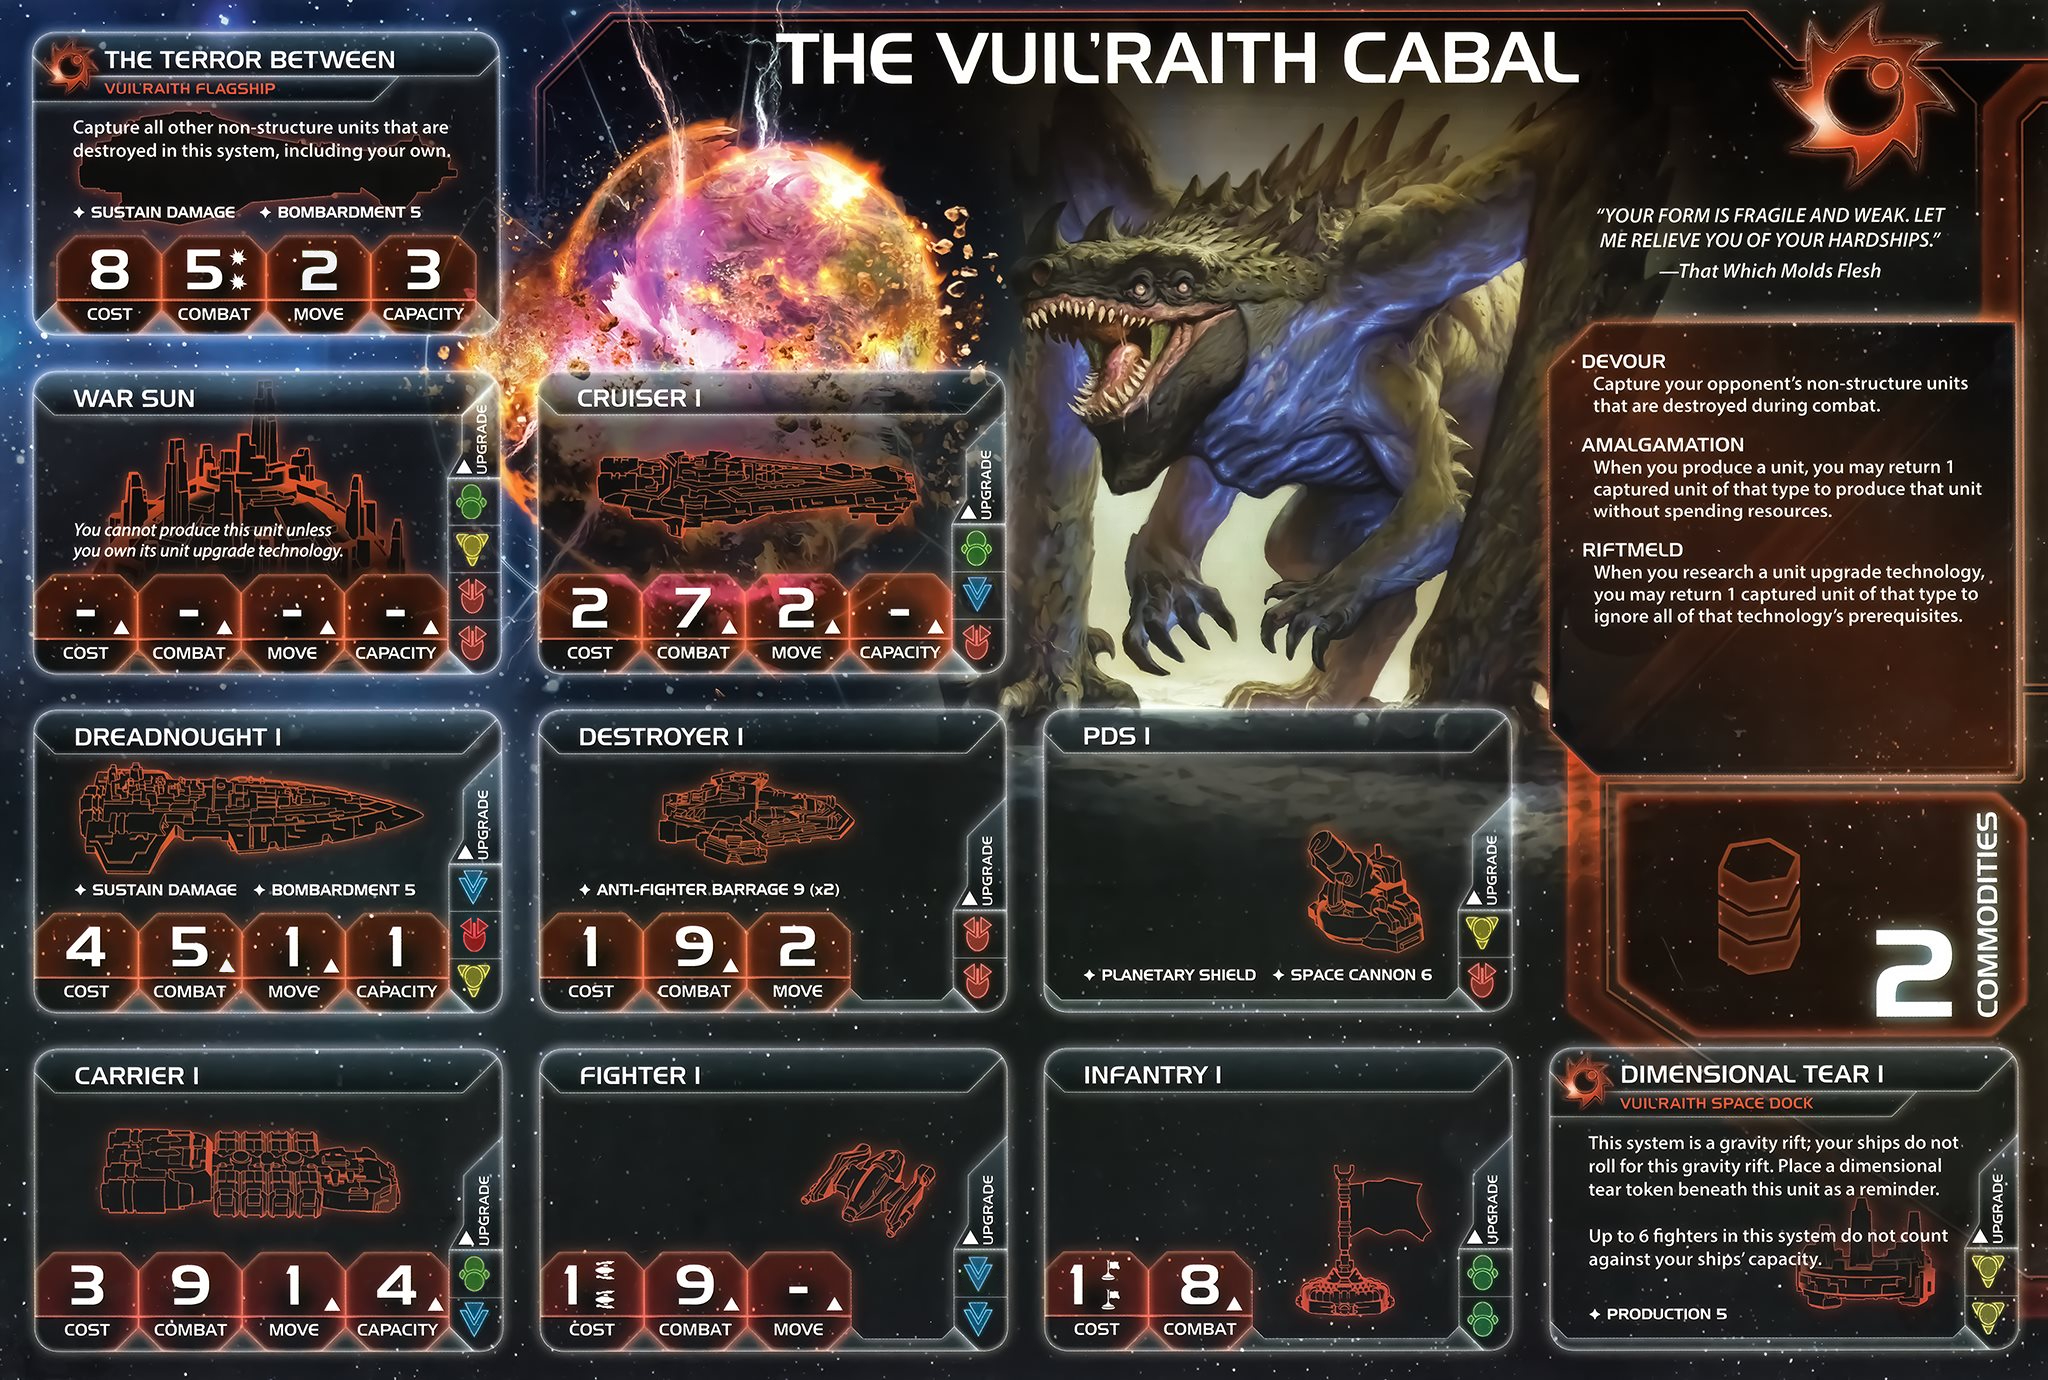 THE VUIL'RAITH CABAL
THE TERROR BETWEEN
VUIL'RAITH FLAGSHIP
Capture all other non-structure units that are
destroyed in this system, including your own.
✦ SUSTAIN DAMAGE ✦ BOMBARDMENT 5
8 5 2 3
COST COMBAT MOVE CAPACITY
"YOUR FORM IS FRAGILE AND WEAK. LET
ME RELIEVE YOU OF YOUR HARDSHIPS."
—That Which Molds Flesh
DEVOUR
Capture your opponent's non-structure units
that are destroyed during combat.
AMALGAMATION
When you produce a unit, you may return 1
captured unit of that type to produce that unit
without spending resources.
RIFTMELD
When you research a unit upgrade technology,
you may return 1 captured unit of that type to
ignore all of that technology's prerequisites.
WAR SUN
UPGRADE
You cannot produce this unit unless
you own its unit upgrade technology.
- - - -
COST COMBAT MOVE CAPACITY
CRUISER I
UPGRADE
2 7 2 -
COST COMBAT MOVE CAPACITY
DREADNOUGHT I
UPGRADE
✦ SUSTAIN DAMAGE ✦ BOMBARDMENT 5
4 5 1 1
COST COMBAT MOVE CAPACITY
DESTROYER I
UPGRADE
✦ ANTI-FIGHTER BARRAGE 9 (x2)
1 9 2
COST COMBAT MOVE
PDS I
UPGRADE
✦ PLANETARY SHIELD ✦ SPACE CANNON 6
2
COMMODITIES
CARRIER I
UPGRADE
3 9 1 4
COST COMBAT MOVE CAPACITY
FIGHTER I
UPGRADE
1 9 -
COST COMBAT MOVE
INFANTRY I
UPGRADE
1 8
COST COMBAT
DIMENSIONAL TEAR I
VUIL'RAITH SPACE DOCK
This system is a gravity rift; your ships do not
roll for this gravity rift. Place a dimensional
tear token beneath this unit as a reminder.
Up to 6 fighters in this system do not count
against your ships' capacity.
UPGRADE
✦ PRODUCTION 5